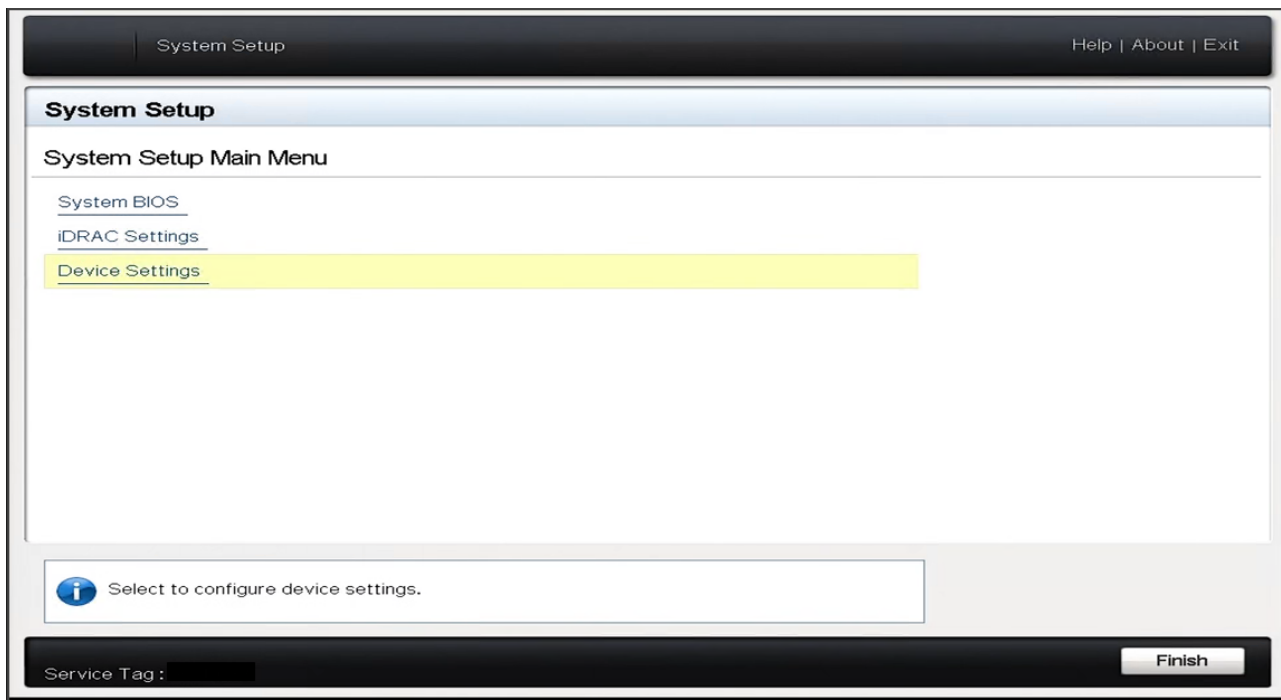 System Setup
Help | About | Exit
System Setup
System Setup Main Menu
System BIOS
iDRAC Settings
Device Settings
Select to configure device settings.
Service Tag :
Finish